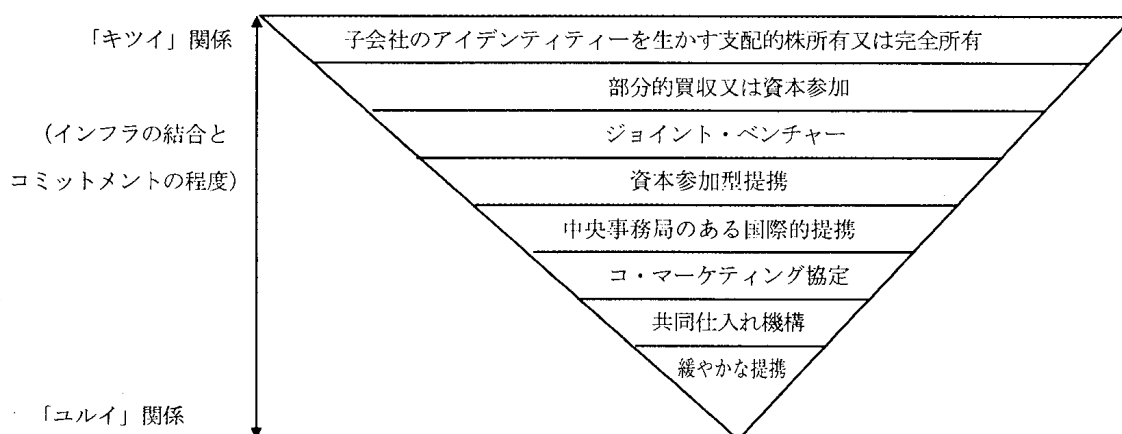 「キツイ」関係
子会社のアイデンティティーを生かす支配的株所有又は完全所有
部分的買収又は資本参加
(インフラの結合と
コミットメントの程度)
ジョイント・ベンチャー
資本参加型提携
中央事務局のある国際的提携
コ・マーケティング協定
共同仕入れ機構
緩やかな提携
「ユルイ」関係